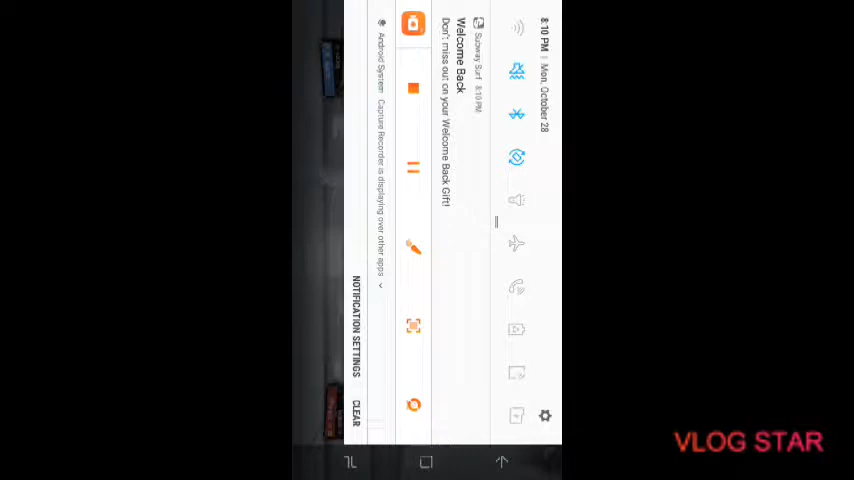 8:10 PM | Mon, October 28
Subway Surf 8:10 PM
Welcome Back
Don't miss out on your Welcome Back Gift!
Android System Capture Recorder is displaying over other apps
NOTIFICATION SETTINGS CLEAR
VLOG STAR